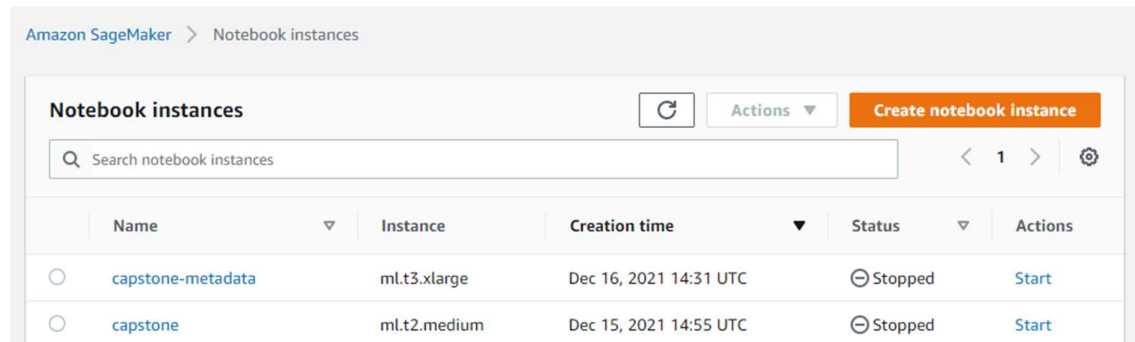 Amazon SageMaker > Notebook instances
Notebook instances
Actions Create notebook instance
Search notebook instances
1
Name Instance Creation time Status Actions
capstone-metadata ml.t3.xlarge Dec 16, 2021 14:31 UTC Stopped Start
capstone ml.t2.medium Dec 15, 2021 14:55 UTC Stopped Start